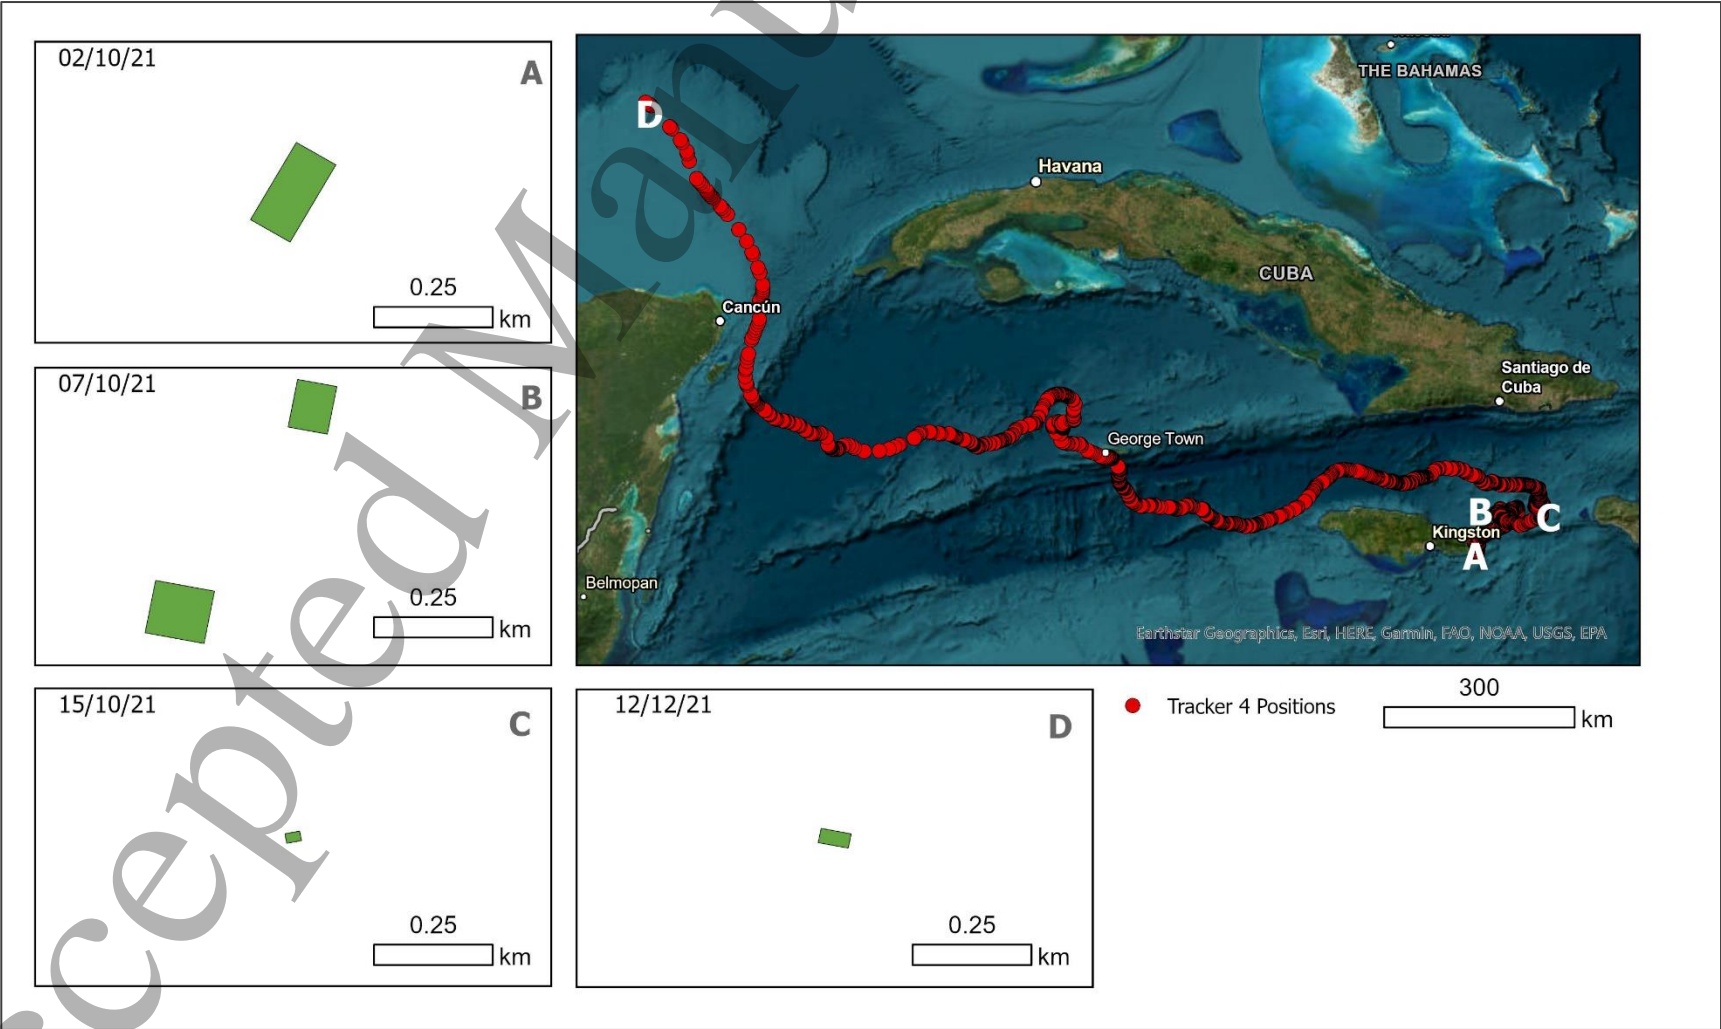 02/10/21
A
0.25
km
07/10/21
B
0.25
km
15/10/21
C
0.25
km
12/12/21
D
0.25
km
THE BAHAMAS
D
Havana
CUBA
Cancún
Santiago de
Cuba
George Town
B
C
Kingston
A
Belmopan
Earthstar Geographics, Esri, HERE, Garmin, FAO, NOAA, USGS, EPA
Tracker 4 Positions
300
km
cepted Manu